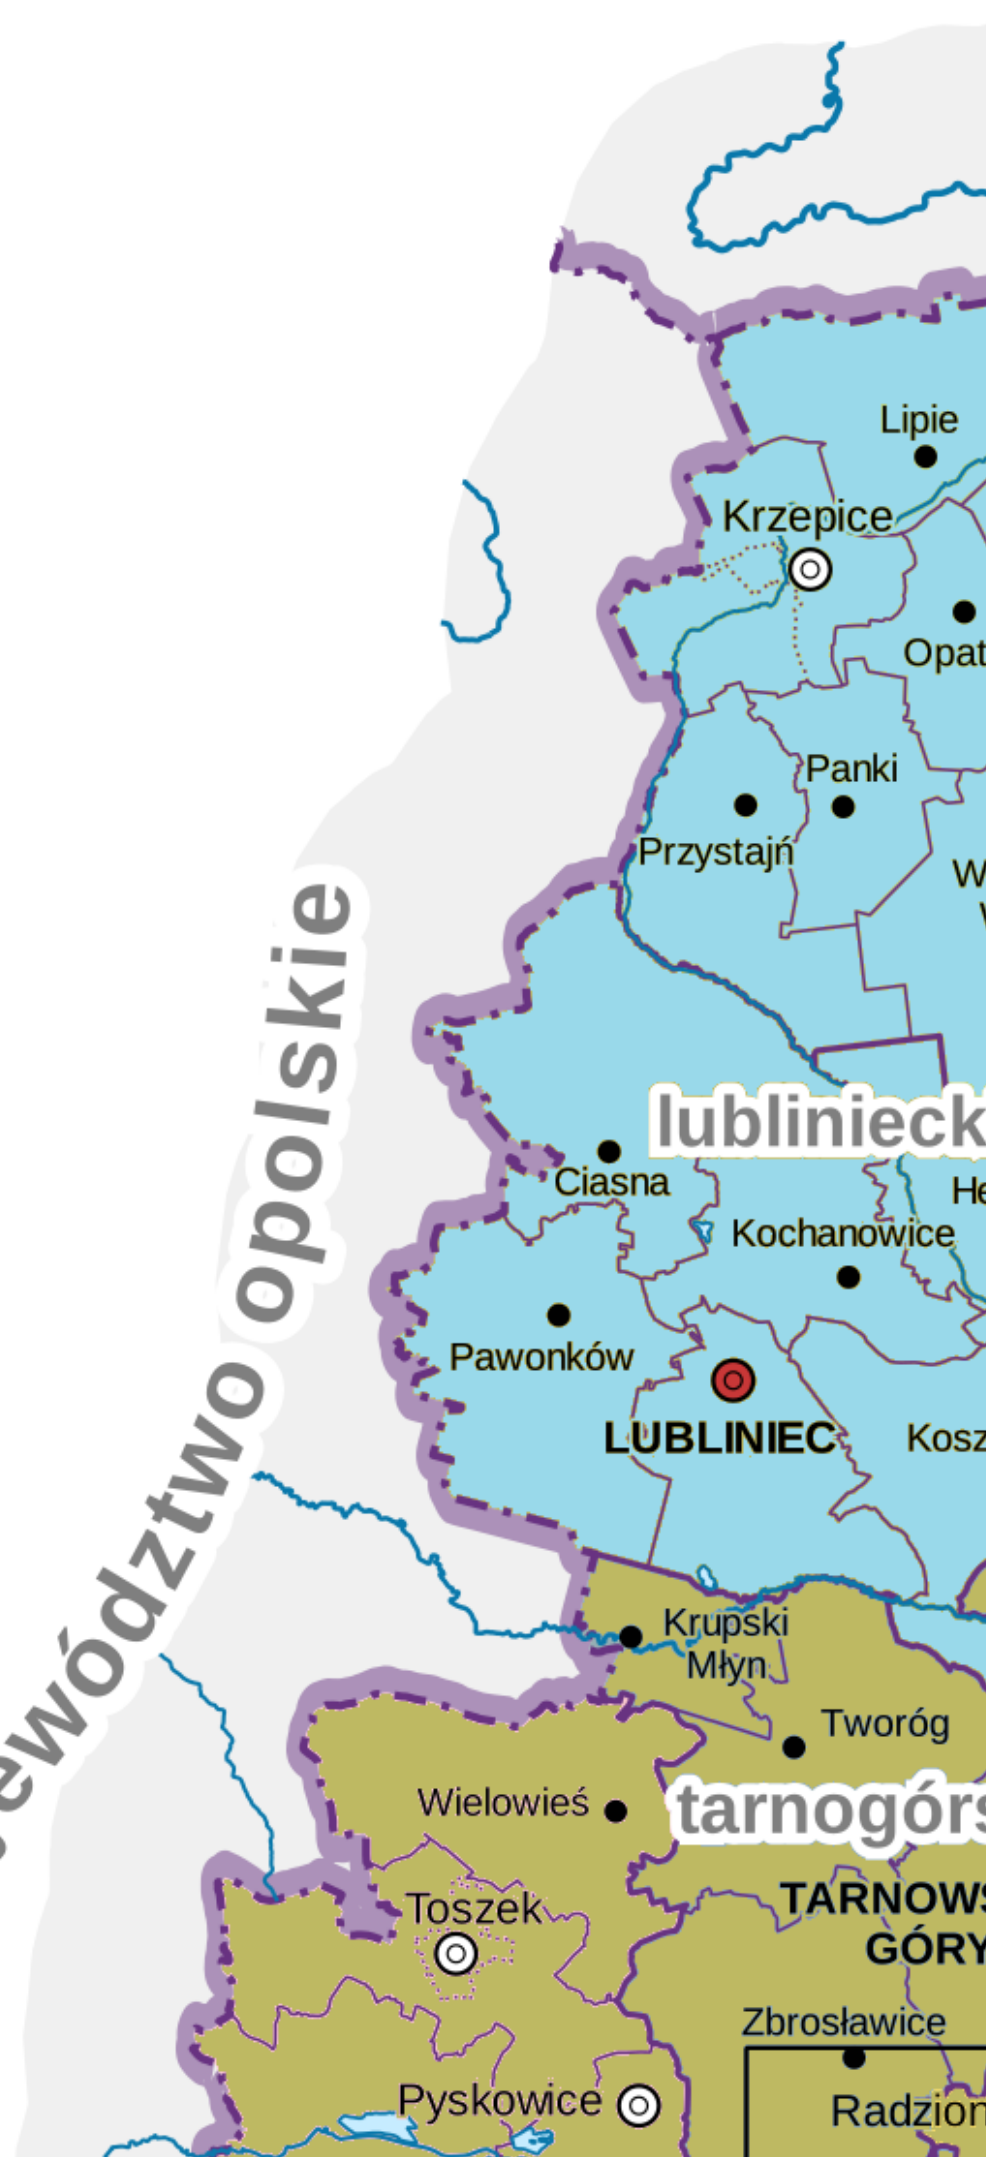 Lipie
Krzepice
Opat
Panki
Przystajń
W
opolskie
lublinieck
Ciasna
He
Kochanowice
Pawonków
LUBLINIEC
Kosz
ewództwo
Krupski
Młyn
Tworóg
Wielowieś
tarnogórs
TARNOWS
GÓRY
Toszek
Zbrosławice
Pyskowice
Radzion